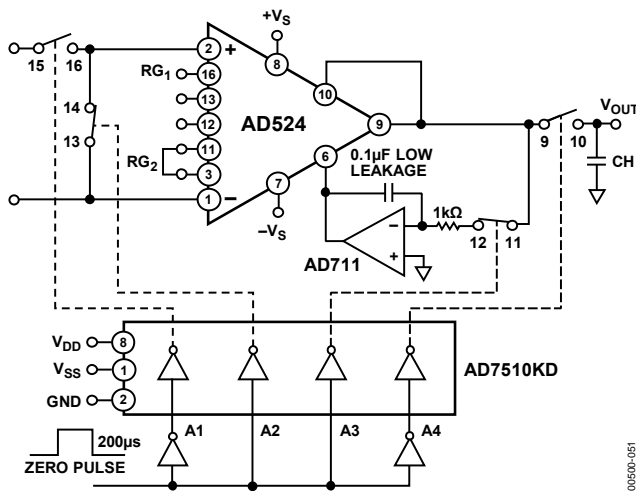 +VS
15 16
2 +
8
RG1 16
10
VOUT
14
13
AD524
9
9 10
12
13
11
6
0.1µF LOW
LEAKAGE
CH
RG2
3
7
1kΩ
1 –
–VS
–
12 11
+
AD711
VDD 8
VSS 1
AD7510KD
GND 2
A1 A2 A3 A4
200µs
ZERO PULSE
00500-051